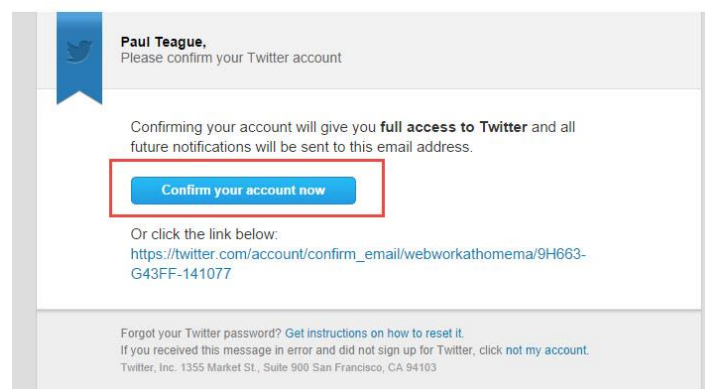 Paul Teague,
Please confirm your Twitter account
Confirming your account will give you full access to Twitter and all
future notifications will be sent to this email address.
Confirm your account now
Or click the link below:
https://twitter.com/account/confirm_email/webworkathomema/9H663-
G43FF-141077
Forgot your Twitter password? Get instructions on how to reset it.
If you received this message in error and did not sign up for Twitter, click not my account.
Twitter, Inc. 1355 Market St., Suite 900 San Francisco, CA 94103